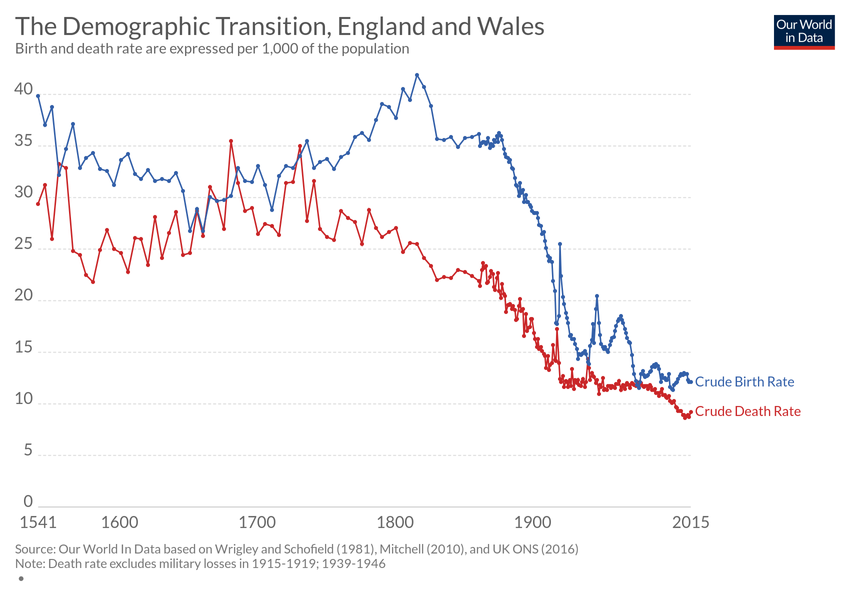 The Demographic Transition, England and Wales
Birth and death rate are expressed per 1,000 of the population
Our World
in Data
40
35
30
25
20
15
10
5
0
Crude Birth Rate
Crude Death Rate
1541 1600 1700 1800 1900 2015
Source: Our World In Data based on Wrigley and Schofield (1981), Mitchell (2010), and UK ONS (2016)
Note: Death rate excludes military losses in 1915-1919; 1939-1946
•